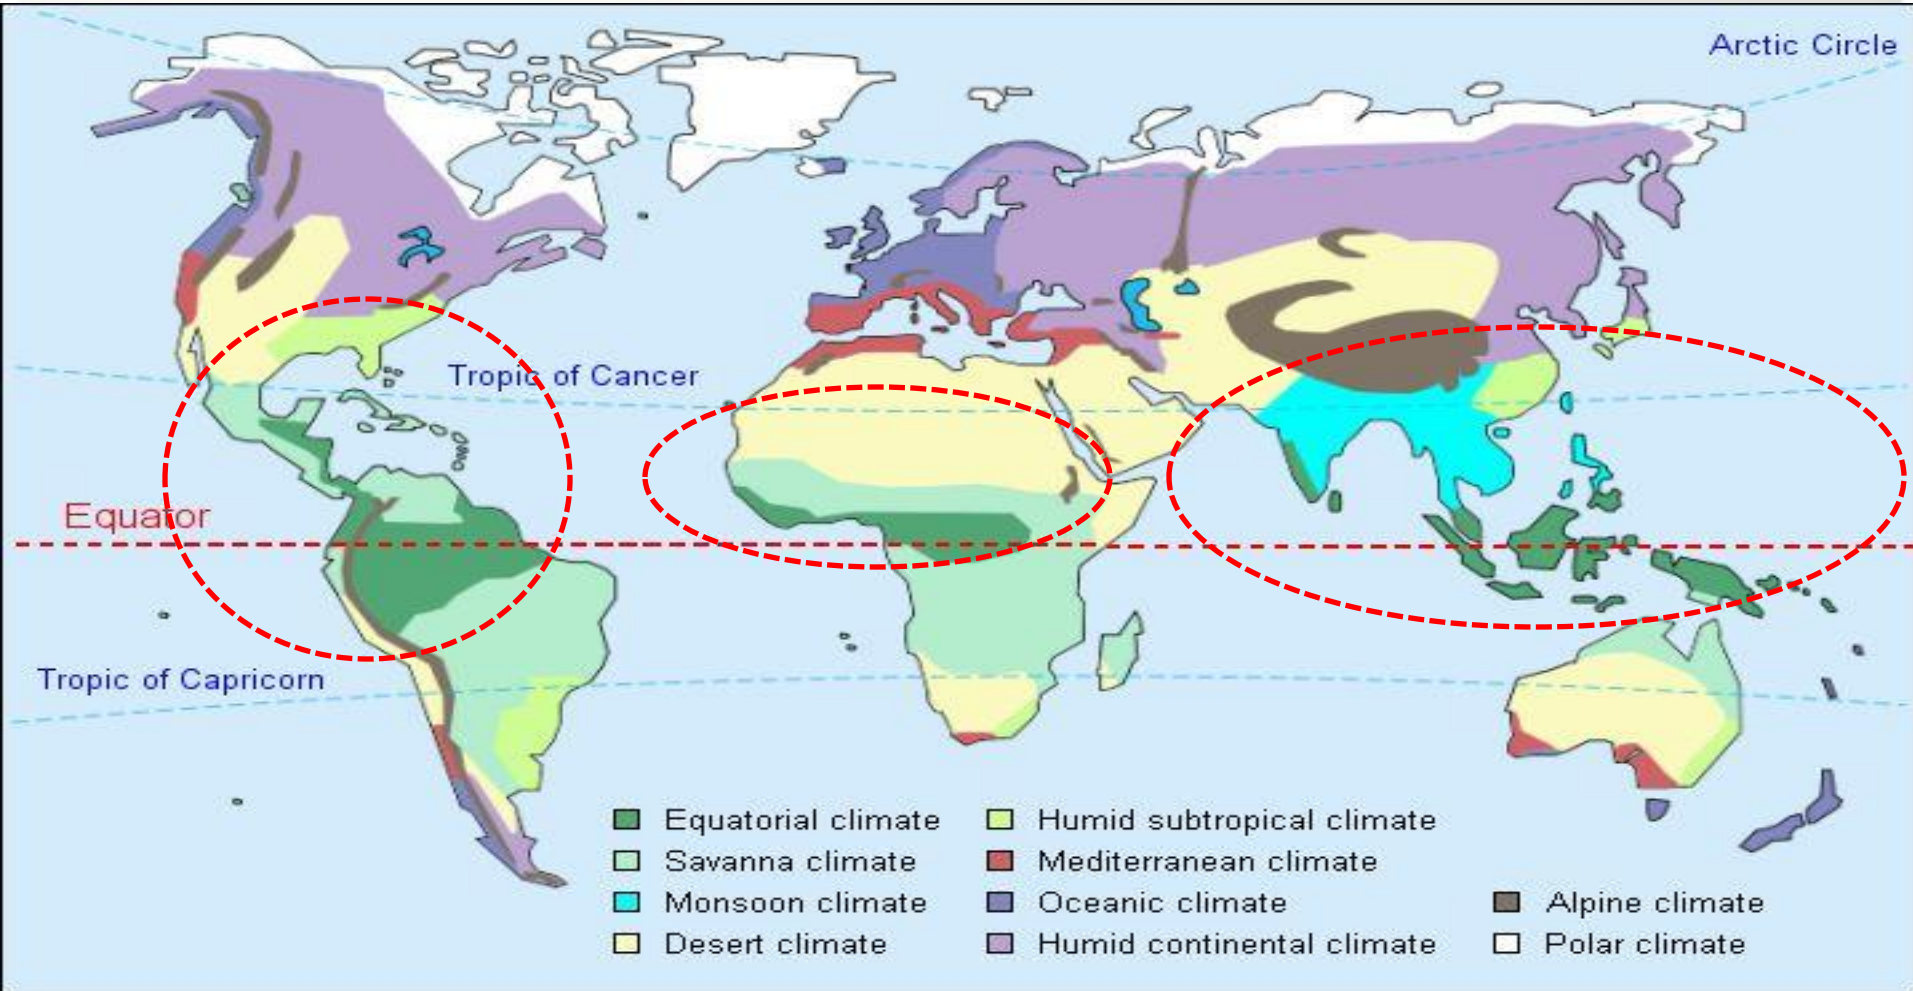 Arctic Circle
Tropic of Cancer
Equator
Tropic of Capricorn
Equatorial climate
Savanna climate
Monsoon climate
Desert climate
Humid subtropical climate
Mediterranean climate
Oceanic climate
Humid continental climate
Alpine climate
Polar climate